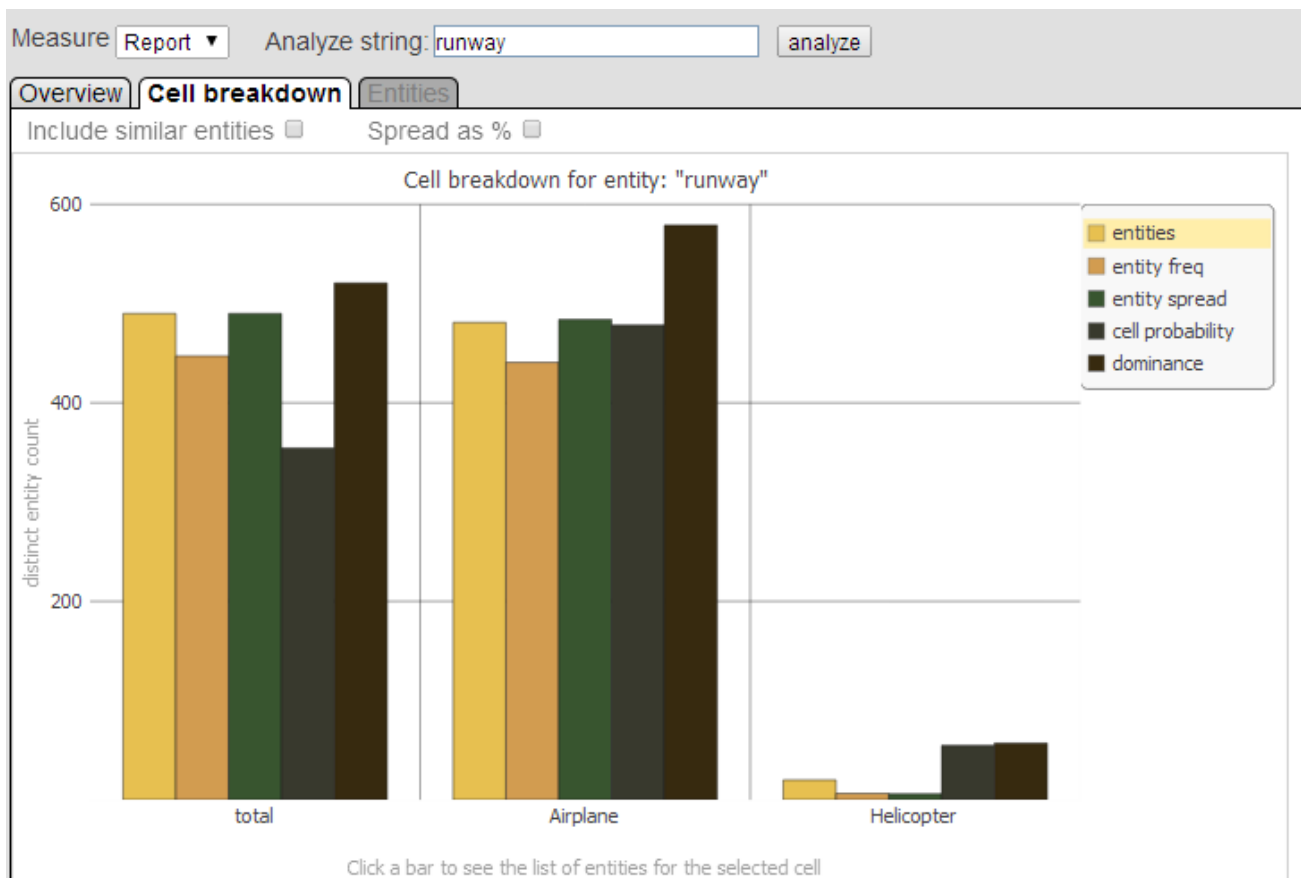 Measure Report ▼ Analyze string: runway analyze
Overview Cell breakdown Entities
Include similar entities Spread as %
Cell breakdown for entity: "runway"
600
entities
entity freq
entity spread
cell probability
dominance
400
distinct entity count
200
total Airplane Helicopter
Click a bar to see the list of entities for the selected cell